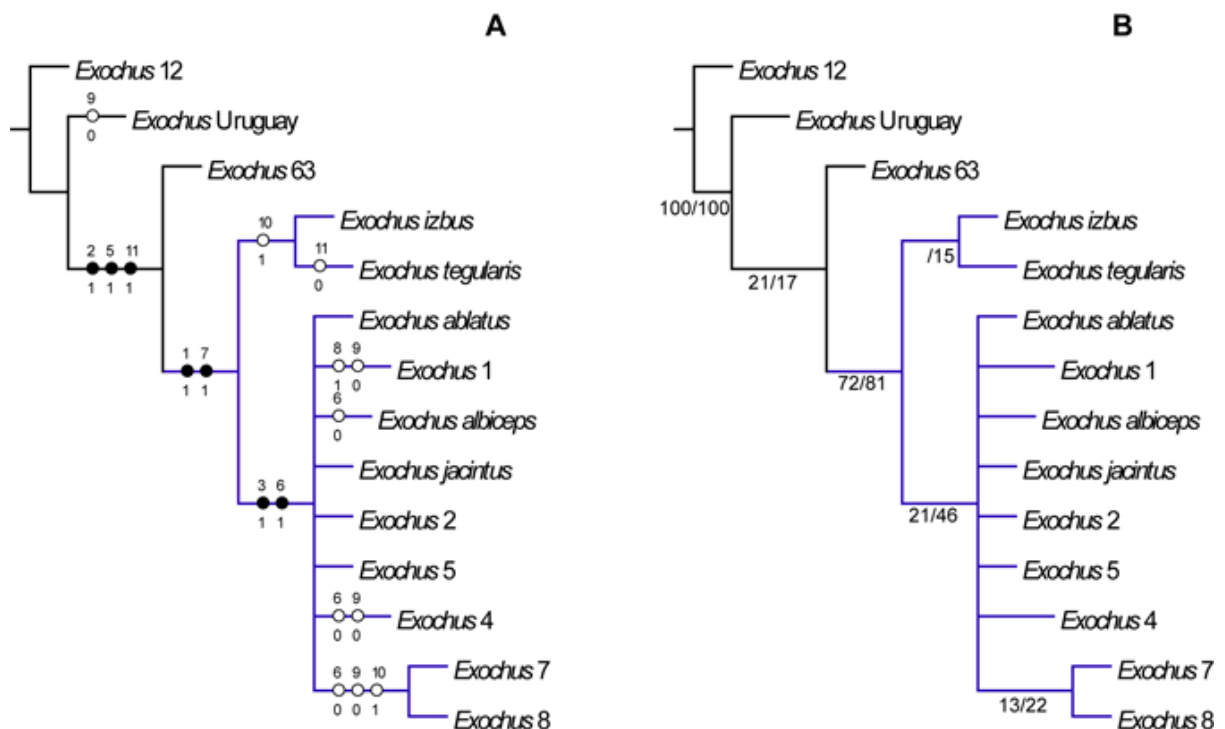 A
Exochus 12
9
0
Exochus Uruguay
Exochus 63
2 5 11
1 1 1
10
1
Exochus izbus
11
0
Exochus tegularis
1 7
1 1
Exochus ablatus
8 9
1 0
Exochus 1
6
0
Exochus albiceps
Exochus jacintus
3 6
1 1
Exochus 2
Exochus 5
6 9
0 0
Exochus 4
6 9 10
0 0 1
Exochus 7
Exochus 8
B
Exochus 12
Exochus Uruguay
Exochus 63
100/100
Exochus izbus
/15
Exochus tegularis
21/17
Exochus ablatus
Exochus 1
72/81
Exochus albiceps
Exochus jacintus
21/46
Exochus 2
Exochus 5
Exochus 4
Exochus 7
13/22
Exochus 8